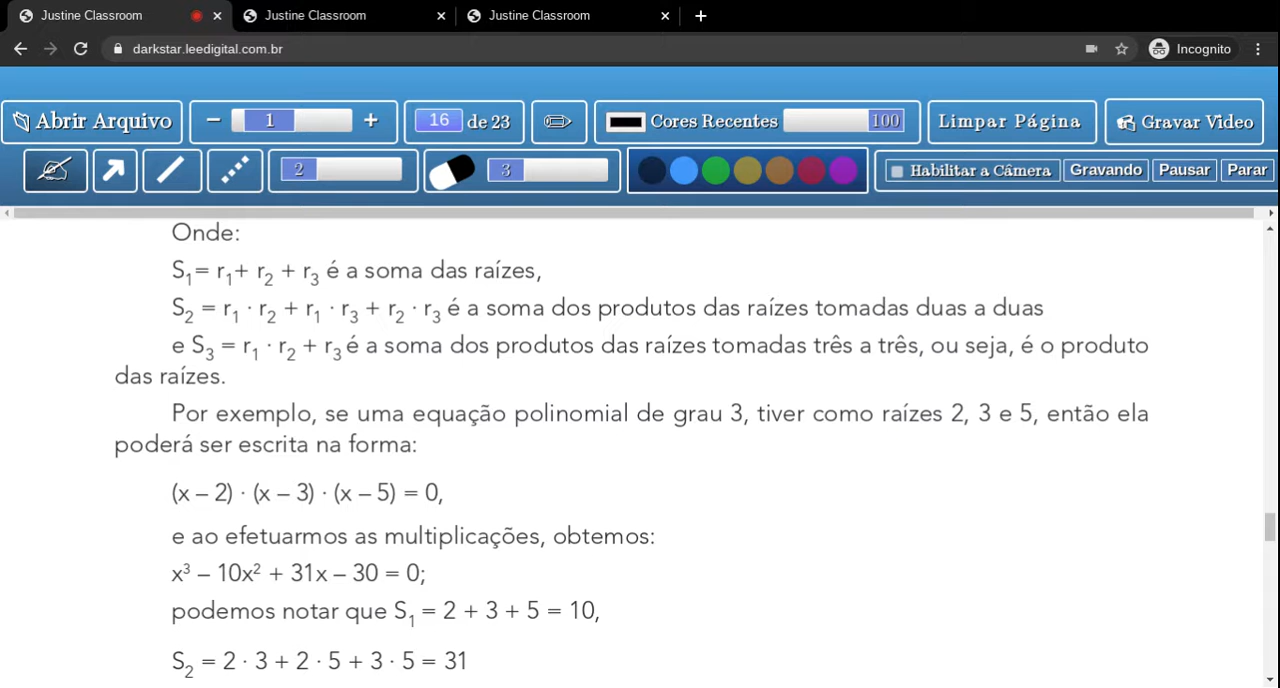 Justine Classroom Justine Classroom Justine Classroom
darkstar.leedigital.com.br Incognito
Abrir Arquivo − 1 + 16 de 23 Cores Recentes 100 Limpar Página Gravar Video
2 3 Habilitar a Câmera Gravando Pausar Parar
Onde:
S₁= r₁+ r₂ + r₃ é a soma das raízes,
S₂ = r₁ · r₂ + r₁ · r₃ + r₂ · r₃ é a soma dos produtos das raízes tomadas duas a duas
e S₃ = r₁ · r₂ + r₃ é a soma dos produtos das raízes tomadas três a três, ou seja, é o produto
das raízes.
Por exemplo, se uma equação polinomial de grau 3, tiver como raízes 2, 3 e 5, então ela
poderá ser escrita na forma:
(x – 2) · (x – 3) · (x – 5) = 0,
e ao efetuarmos as multiplicações, obtemos:
x³ – 10x² + 31x – 30 = 0;
podemos notar que S₁ = 2 + 3 + 5 = 10,
S₂ = 2 · 3 + 2 · 5 + 3 · 5 = 31